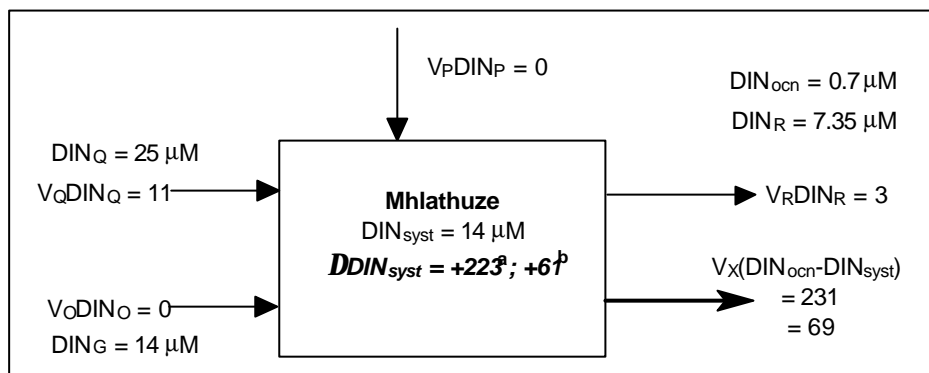 VPDINP = 0
DINocn = 0.7 µM
DINR = 7.35 µM
DINQ = 25 µM
VQDINQ = 11
Mhlathuze
DINsyst = 14 µM
DDINsyst = +223a; +61b
VRDINR = 3
VX(DINocn-DINsyst)
= 231
= 69
VODINO = 0
DING = 14 µM